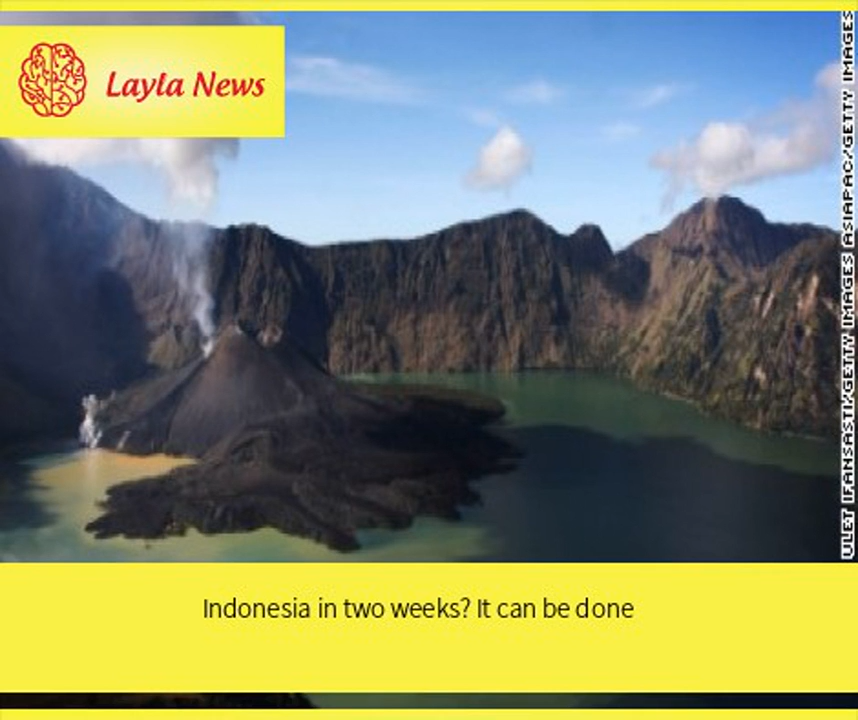 Layla News
ULET IFANSASTI/GETTY IMAGES ASIAPAC/GETTY IMAGES
Indonesia in two weeks? It can be done